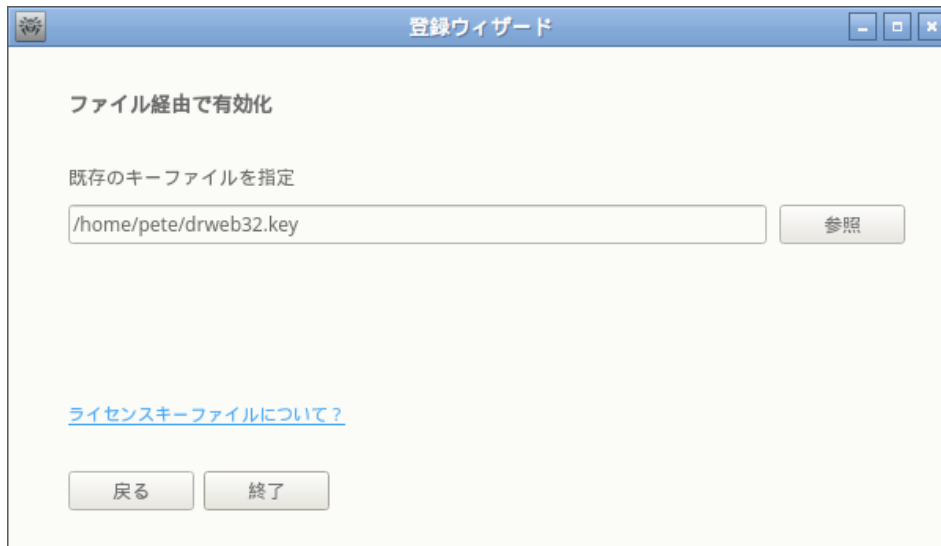 登録ウィザード
ファイル経由で有効化
既存のキーファイルを指定
/home/pete/drweb32.key
参照
ライセンスキーファイルについて？
戻る
終了